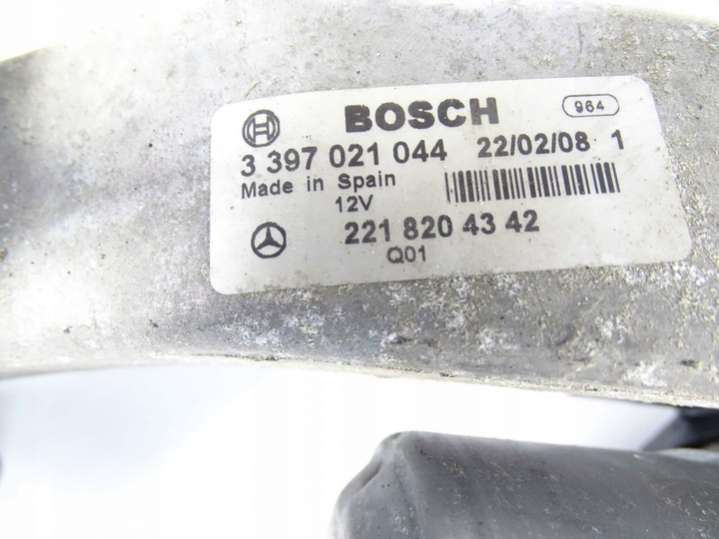 BOSCH 964
3 397 021 044 22/02/08 1
Made in Spain
12V
221 820 43 42
Q01